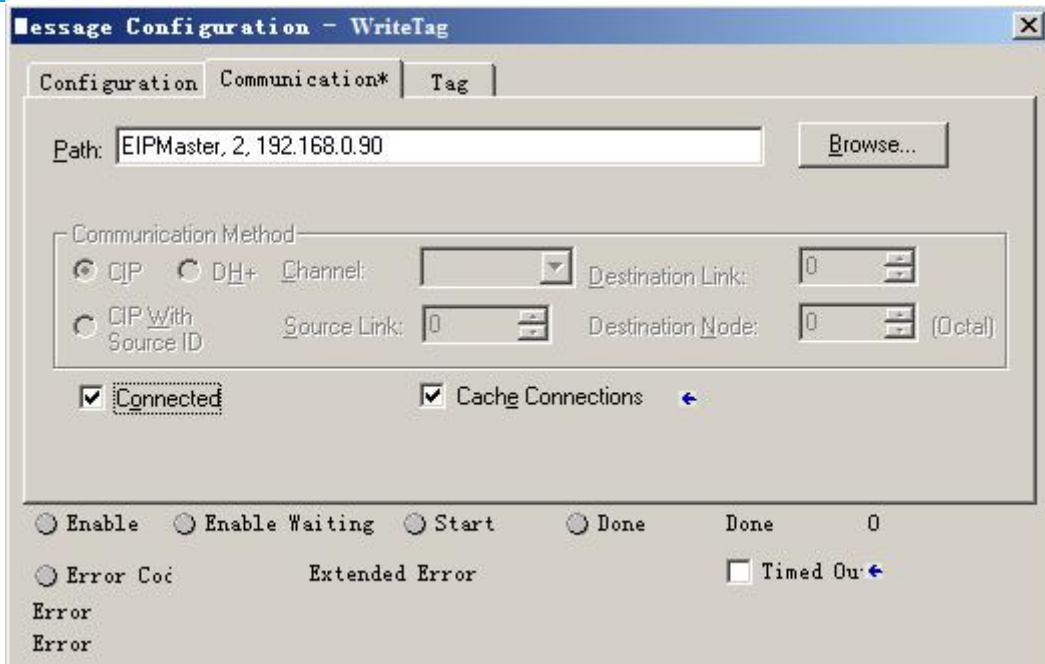 Message Configuration - WriteTag
Configuration Communication* Tag
Path: EIPMaster, 2, 192.168.0.90 Browse...
Communication Method
CIP DH+ Channel: Destination Link: 0
CIP With Source ID Source Link: 0 Destination Node: 0 (Octal)
Connected Cache Connections
Enable Enable Waiting Start Done Done 0
Error Coc Extended Error Timed Ou
Error
Error